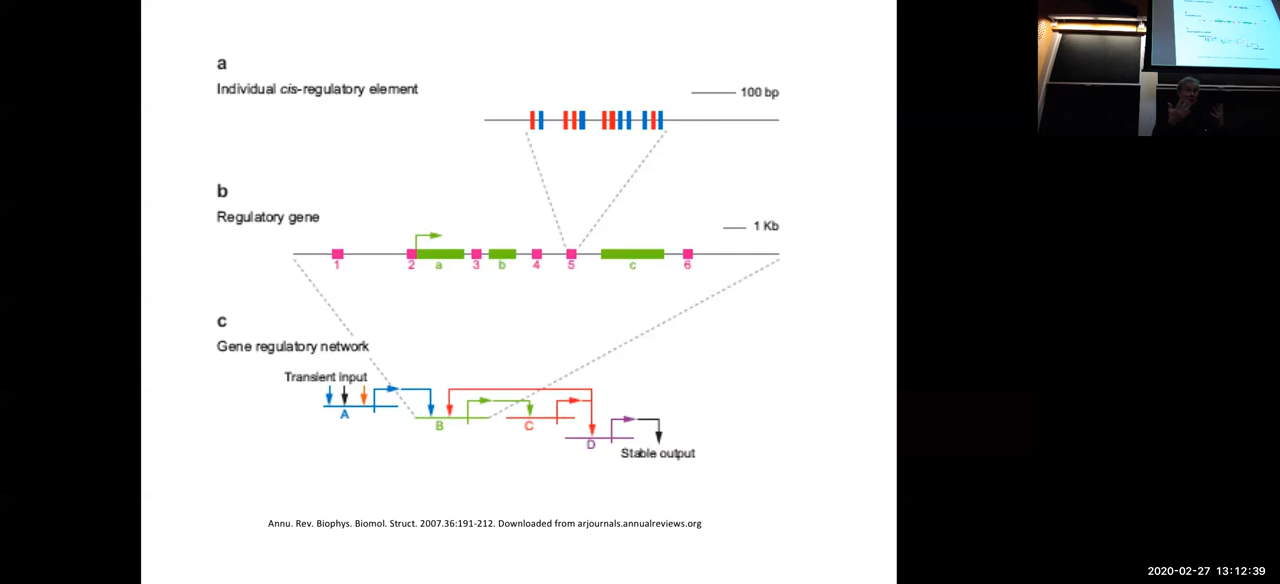 a
Individual cis-regulatory element
100 bp
b
Regulatory gene
1 Kb
1 2 a 3 b 4 5 c 6
c
Gene regulatory network
Transient input
A
B
C
D
Stable output
Annu. Rev. Biophys. Biomol. Struct. 2007.36:191-212. Downloaded from arjournals.annualreviews.org
2020-02-27 13:12:39